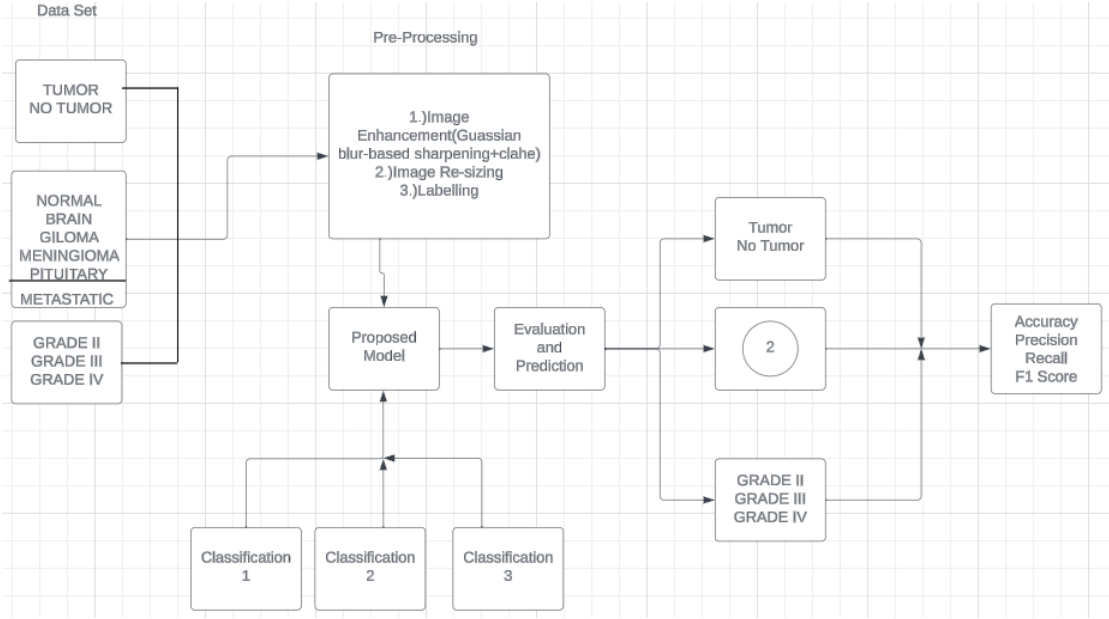 Data Set
Pre-Processing
TUMOR
NO TUMOR
NORMAL
BRAIN
GILOMA
MENINGIOMA
PITUITARY
METASTATIC
GRADE II
GRADE III
GRADE IV
1.)Image
Enhancement(Guassian
blur-based sharpening+clahe)
2.)Image Re-sizing
3.)Labelling
Proposed
Model
Evaluation
and
Prediction
Tumor
No Tumor
2
GRADE II
GRADE III
GRADE IV
Accuracy
Precision
Recall
F1 Score
Classification
1
Classification
2
Classification
3